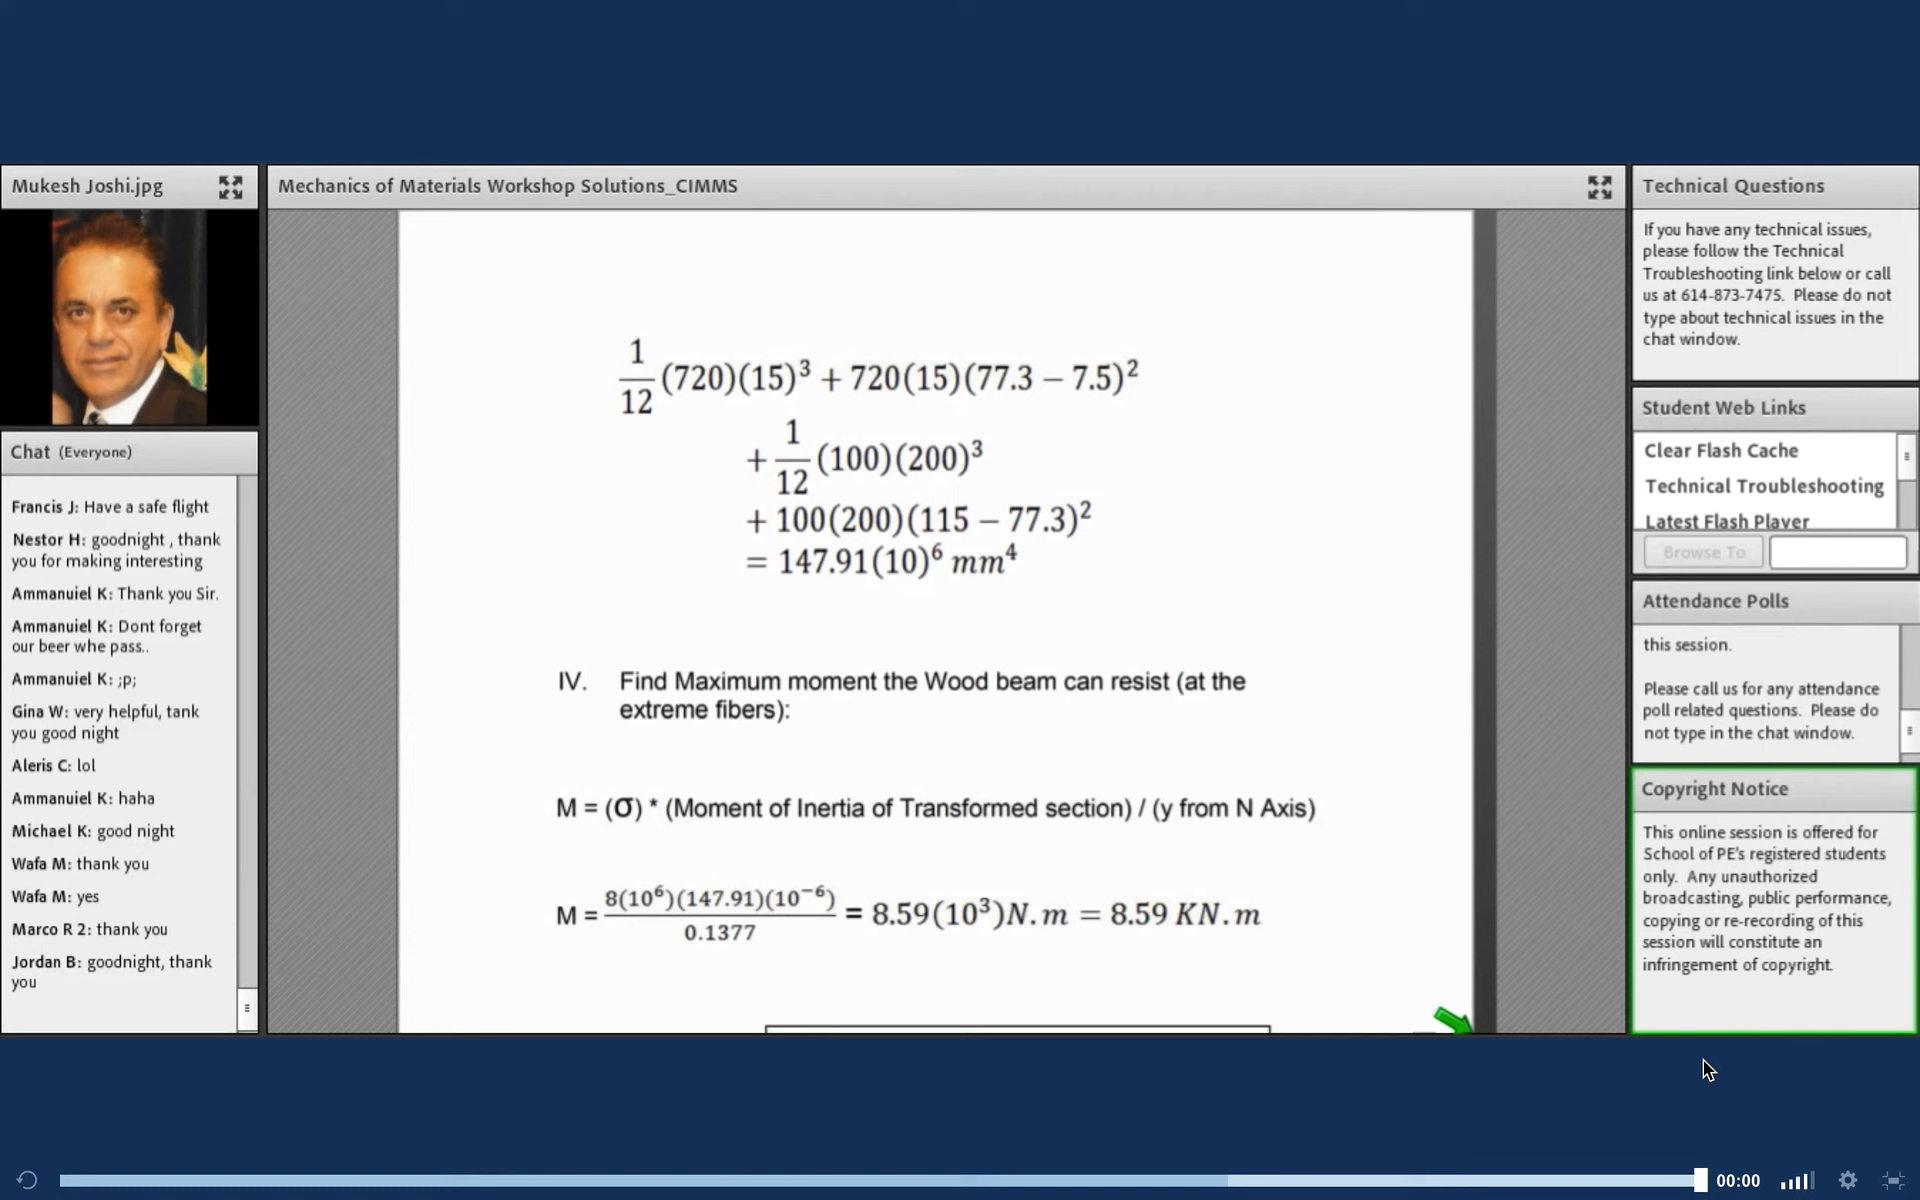 Mukesh Joshi.jpg
Chat (Everyone)
Francis J: Have a safe flight
Nestor H: goodnight , thank
you for making interesting
Ammanuiel K: Thank you Sir.
Ammanuiel K: Dont forget
our beer whe pass..
Ammanuiel K: ;p;
Gina W: very helpful, tank
you good night
Aleris C: lol
Ammanuiel K: haha
Michael K: good night
Wafa M: thank you
Wafa M: yes
Marco R 2: thank you
Jordan B: goodnight, thank
you
Mechanics of Materials Workshop Solutions_CIMMS
1/12 (720)(15)³ + 720(15)(77.3 − 7.5)²
+ 1/12 (100)(200)³
+ 100(200)(115 − 77.3)²
= 147.91(10)⁶ mm⁴
IV. Find Maximum moment the Wood beam can resist (at the
extreme fibers):
M = (σ) * (Moment of Inertia of Transformed section) / (y from N Axis)
M = 8(10⁶)(147.91)(10⁻⁶) / 0.1377 = 8.59(10³)N.m = 8.59 KN.m
Technical Questions
If you have any technical issues,
please follow the Technical
Troubleshooting link below or call
us at 614-873-7475. Please do not
type about technical issues in the
chat window.
Student Web Links
Clear Flash Cache
Technical Troubleshooting
Latest Flash Player
Browse To
Attendance Polls
this session.
Please call us for any attendance
poll related questions. Please do
not type in the chat window.
Copyright Notice
This online session is offered for
School of PE's registered students
only. Any unauthorized
broadcasting, public performance,
copying or re-recording of this
session will constitute an
infringement of copyright.
00:00